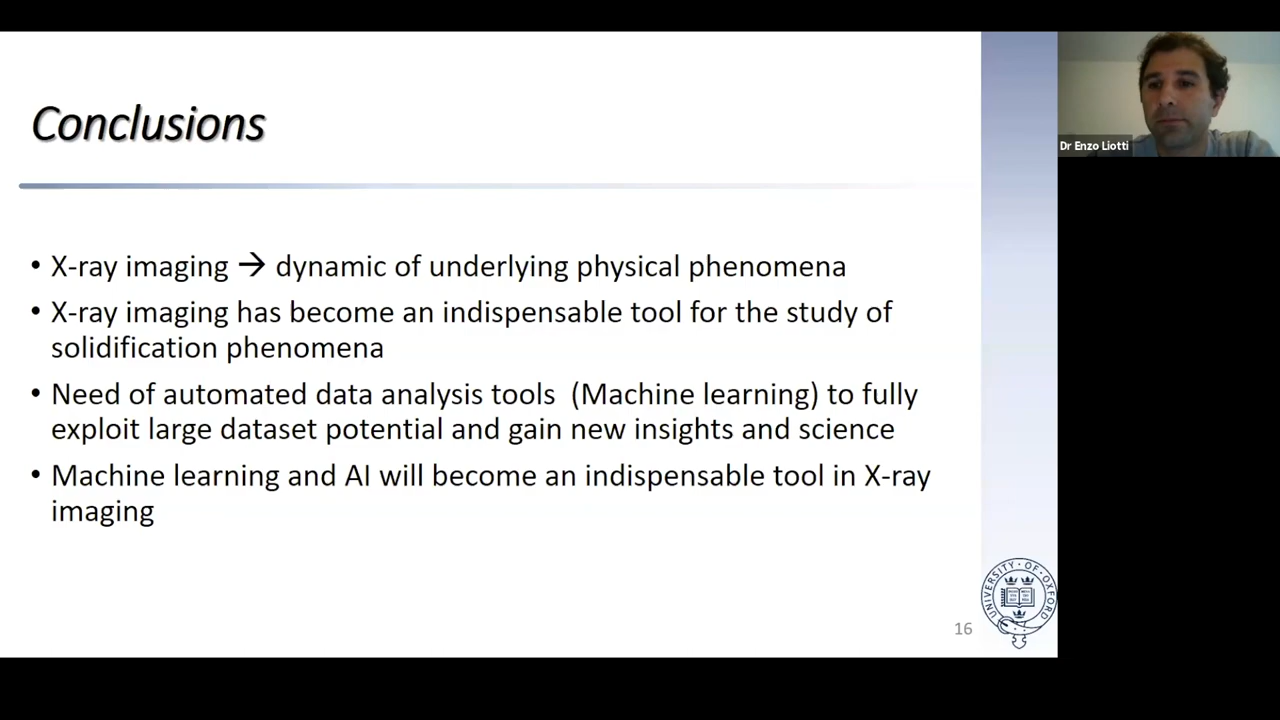 Conclusions
Dr Enzo Liotti
• X-ray imaging → dynamic of underlying physical phenomena
• X-ray imaging has become an indispensable tool for the study of
solidification phenomena
• Need of automated data analysis tools (Machine learning) to fully
exploit large dataset potential and gain new insights and science
• Machine learning and AI will become an indispensable tool in X-ray
imaging
UNIVERSITY · OF · OXFORD
16